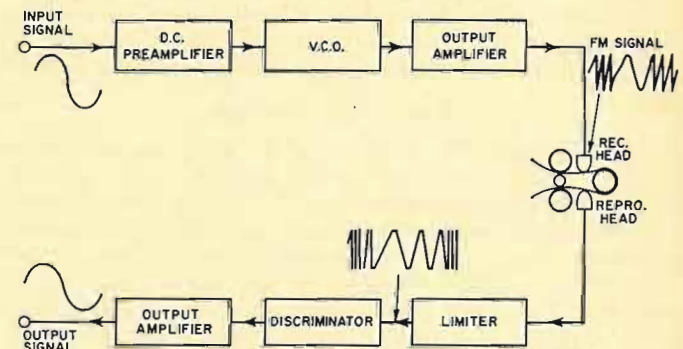 INPUT
SIGNAL
D.C.
PREAMPLIFIER
V.C.O.
OUTPUT
AMPLIFIER
FM SIGNAL
REC.
HEAD
REPRO.
HEAD
OUTPUT
AMPLIFIER
DISCRIMINATOR
LIMITER
OUTPUT
SIGNAL